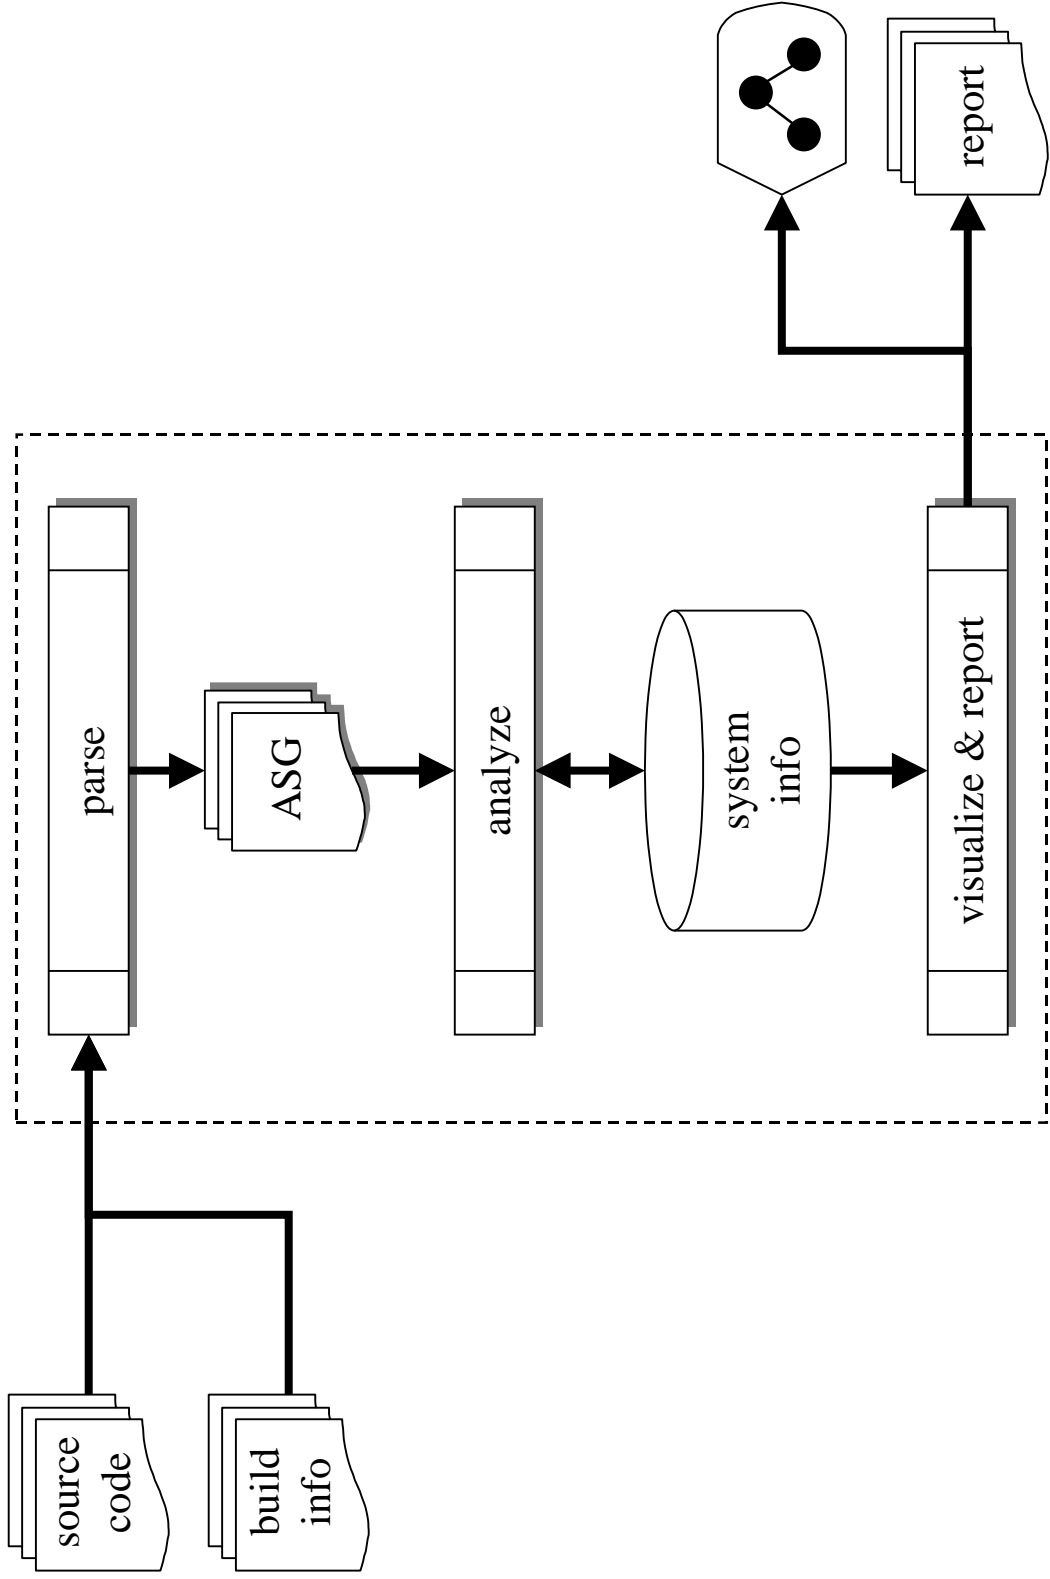 source
code
build
info
parse
ASG
analyze
system
info
visualize & report
report